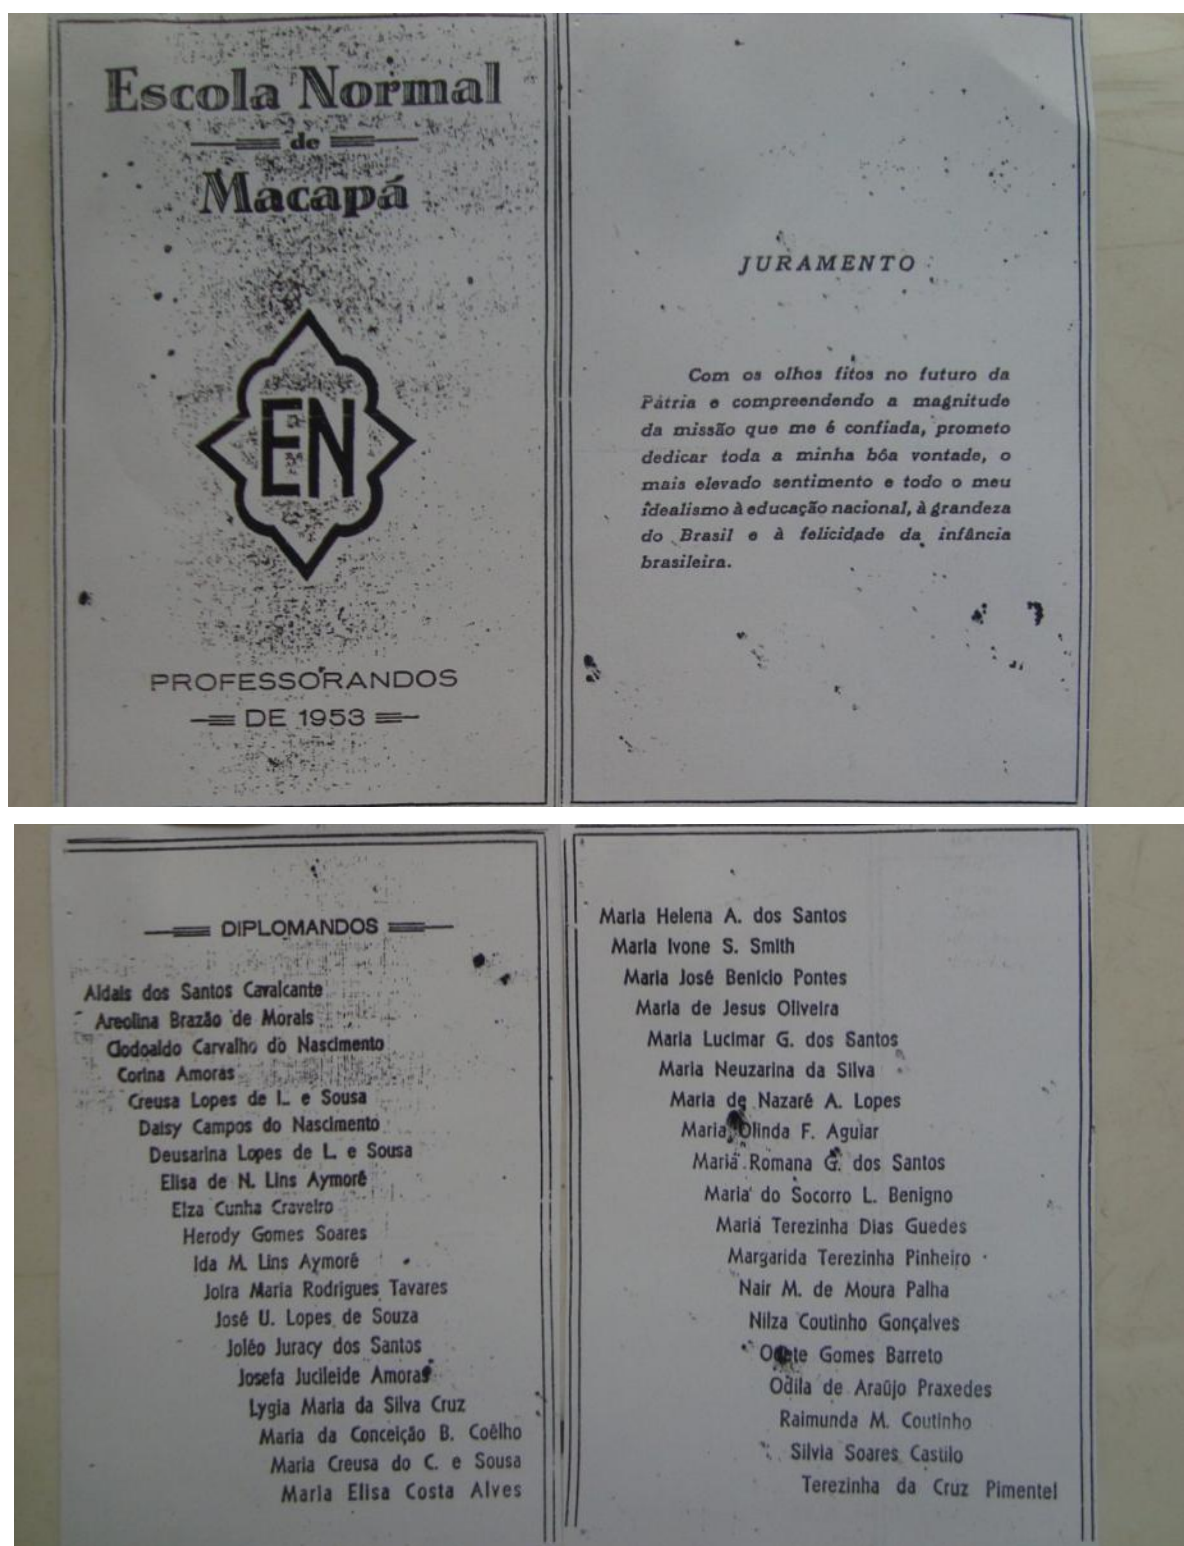 Escola Normal
de
Macapá
EN
PROFESSORANDOS
DE 1953
JURAMENTO
Com os olhos fitos no futuro da
Pátria e compreendendo a magnitude
da missão que me é confiada, prometo
dedicar toda a minha bôa vontade, o
mais elevado sentimento e todo o meu
idealismo à educação nacional, à grandeza
do Brasil e à felicidade da infância
brasileira.
DIPLOMANDOS
Aldais dos Santos Cavalcante
Areolina Brazão de Morais
Clodoaldo Carvalho do Nascimento
Corina Amoras
Creusa Lopes de L. e Sousa
Daisy Campos do Nascimento
Deusarina Lopes de L. e Sousa
Elisa de N. Lins Aymoré
Elza Cunha Craveiro
Herody Gomes Soares
Ida M. Lins Aymoré
Joira Maria Rodrigues Tavares
José U. Lopes de Souza
Joléo Juracy dos Santos
Josefa Jucileide Amoras
Lygia Maria da Silva Cruz
Maria da Conceição B. Coêlho
Maria Creusa do C. e Sousa
Maria Elisa Costa Alves
Maria Helena A. dos Santos
Maria Ivone S. Smith
Maria José Benicio Pontes
Maria de Jesus Oliveira
Maria Lucimar G. dos Santos
Maria Neuzarina da Silva
Maria de Nazaré A. Lopes
Maria Olinda F. Aguiar
Maria Romana G. dos Santos
Maria do Socorro L. Benigno
Maria Terezinha Dias Guedes
Margarida Terezinha Pinheiro
Nair M. de Moura Palha
Nilza Coutinho Gonçalves
Odete Gomes Barreto
Odila de Araújo Praxedes
Raimunda M. Coutinho
Silvia Soares Castilo
Terezinha da Cruz Pimentel